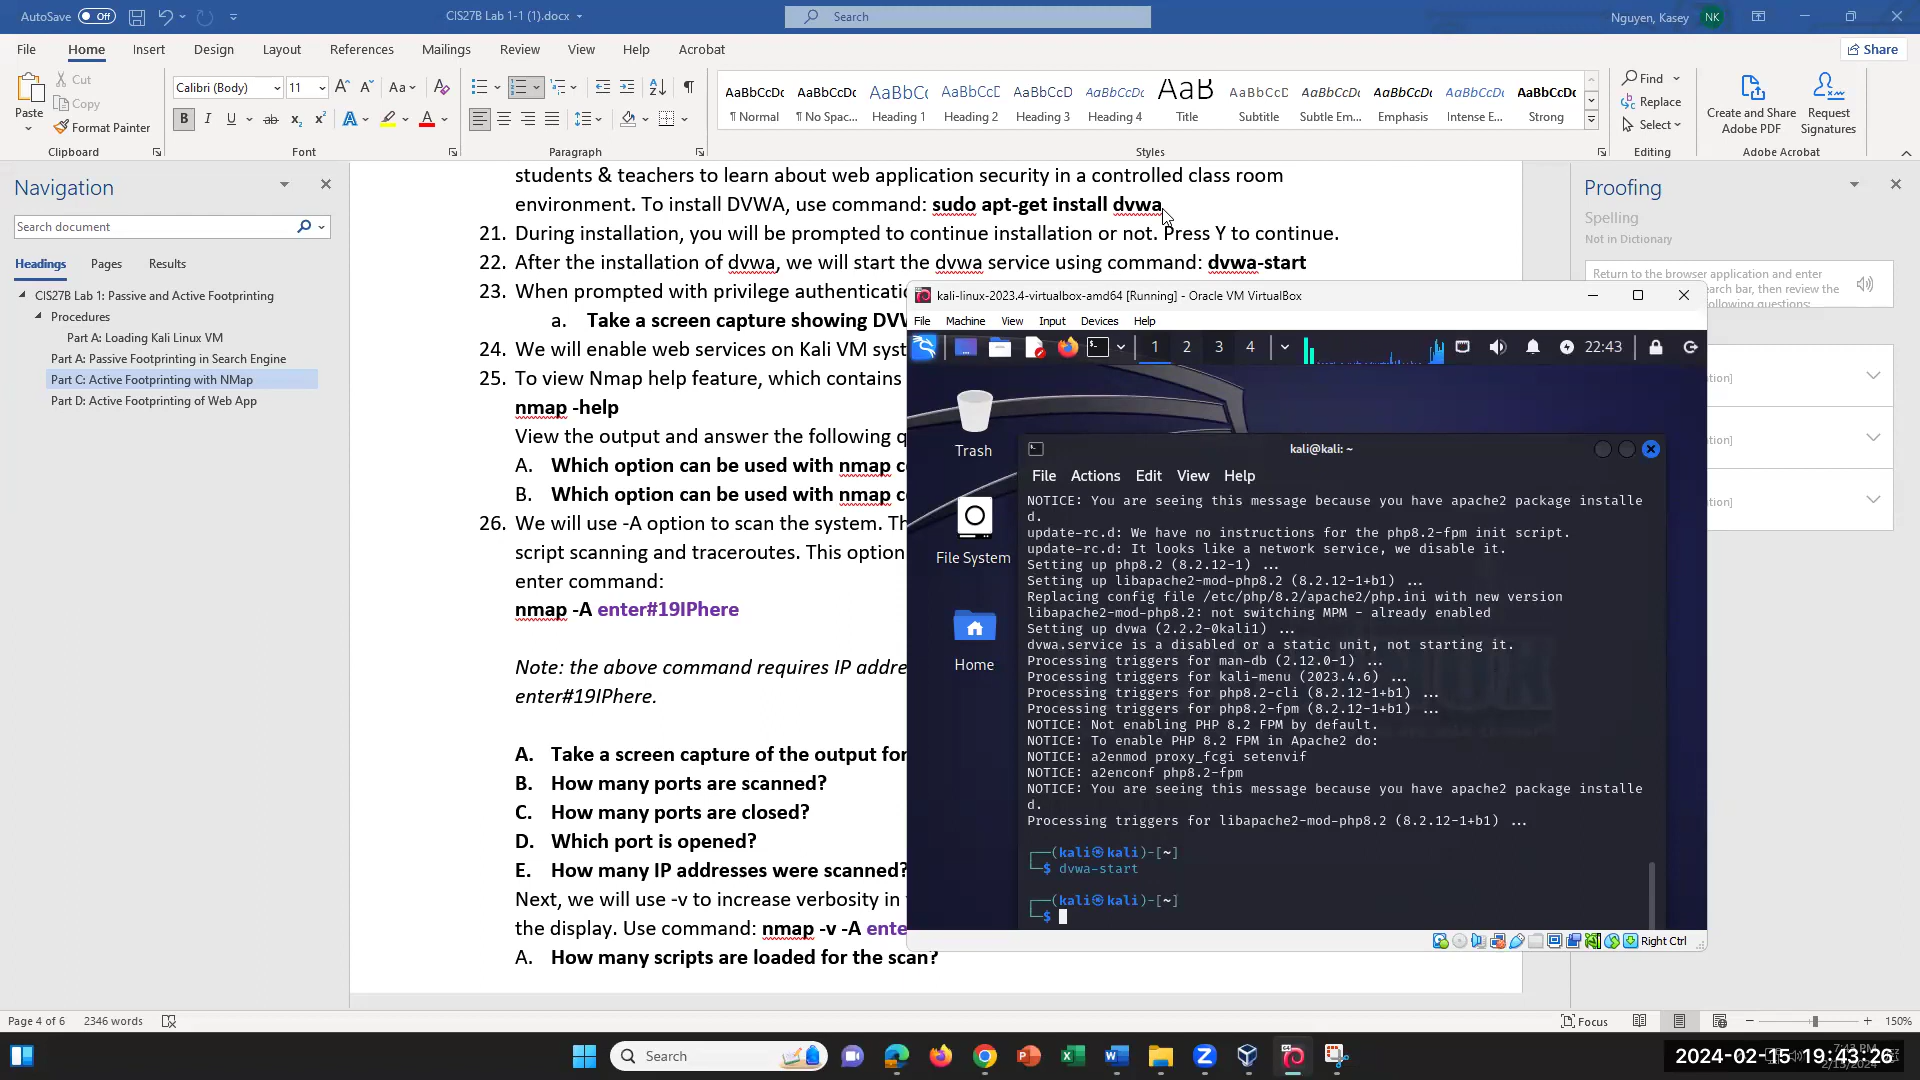 AutoSave Off
CIS27B Lab 1-1 (1).docx
Search
Nguyen, Kasey NK
File Home Insert Design Layout References Mailings Review View Help Acrobat
Share
Paste
Cut
Copy
Format Painter
Calibri (Body) 11
AaBbCcDc AaBbCcDc AaBbCc AaBbCcD AaBbCcDc AaBbCcDc AaB AaBbCcD AaBbCcDc AaBbCcDc AaBbCcDc AaBbCcDc
¶ Normal ¶ No Spac... Heading 1 Heading 2 Heading 3 Heading 4 Title Subtitle Subtle Em... Emphasis Intense E... Strong
Find
Replace
Select
Create and Share Adobe PDF
Request Signatures
Clipboard Font Paragraph Styles Editing Adobe Acrobat
Navigation
Search document
Headings Pages Results
CIS27B Lab 1: Passive and Active Footprinting
Procedures
Part A: Loading Kali Linux VM
Part A: Passive Footprinting in Search Engine
Part C: Active Footprinting with NMap
Part D: Active Footprinting of Web App
students & teachers to learn about web application security in a controlled class room
environment. To install DVWA, use command: sudo apt-get install dvwa
21. During installation, you will be prompted to continue installation or not. Press Y to continue.
22. After the installation of dvwa, we will start the dvwa service using command: dvwa-start
23. When prompted with privilege authenticati
a. Take a screen capture showing DV
24. We will enable web services on Kali VM sys
25. To view Nmap help feature, which contains
nmap -help
View the output and answer the following q
A. Which option can be used with nmap c
B. Which option can be used with nmap c
26. We will use -A option to scan the system. Th
script scanning and traceroutes. This option
enter command:
nmap -A enter#19IPhere
Note: the above command requires IP addre
enter#19IPhere.
A. Take a screen capture of the output for
B. How many ports are scanned?
C. How many ports are closed?
D. Which port is opened?
E. How many IP addresses were scanned?
Next, we will use -v to increase verbosity in
the display. Use command: nmap -v -A ente
A. How many scripts are loaded for the scan?
Proofing
Spelling
Not in Dictionary
Return to the browser application and enter
earch bar, then review the
following questions:
tion]
tion]
tion]
kali-linux-2023.4-virtualbox-amd64 [Running] - Oracle VM VirtualBox
File Machine View Input Devices Help
1 2 3 4
22:43
Trash
File System
Home
kali@kali: ~
File Actions Edit View Help
NOTICE: You are seeing this message because you have apache2 package installe
d.
update-rc.d: We have no instructions for the php8.2-fpm init script.
update-rc.d: It looks like a network service, we disable it.
Setting up php8.2 (8.2.12-1) ...
Setting up libapache2-mod-php8.2 (8.2.12-1+b1) ...
Replacing config file /etc/php/8.2/apache2/php.ini with new version
libapache2-mod-php8.2: not switching MPM - already enabled
Setting up dvwa (2.2.2-0kali1) ...
dvwa.service is a disabled or a static unit, not starting it.
Processing triggers for man-db (2.12.0-1) ...
Processing triggers for kali-menu (2023.4.6) ...
Processing triggers for php8.2-cli (8.2.12-1+b1) ...
Processing triggers for php8.2-fpm (8.2.12-1+b1) ...
NOTICE: Not enabling PHP 8.2 FPM by default.
NOTICE: To enable PHP 8.2 FPM in Apache2 do:
NOTICE: a2enmod proxy_fcgi setenvif
NOTICE: a2enconf php8.2-fpm
NOTICE: You are seeing this message because you have apache2 package installe
d.
Processing triggers for libapache2-mod-php8.2 (8.2.12-1+b1) ...
┌──(kali㉿kali)-[~]
└─$ dvwa-start
┌──(kali㉿kali)-[~]
└─$
Right Ctrl
Page 4 of 6 2346 words
Focus
150%
Search
2024-02-15 19:43:26